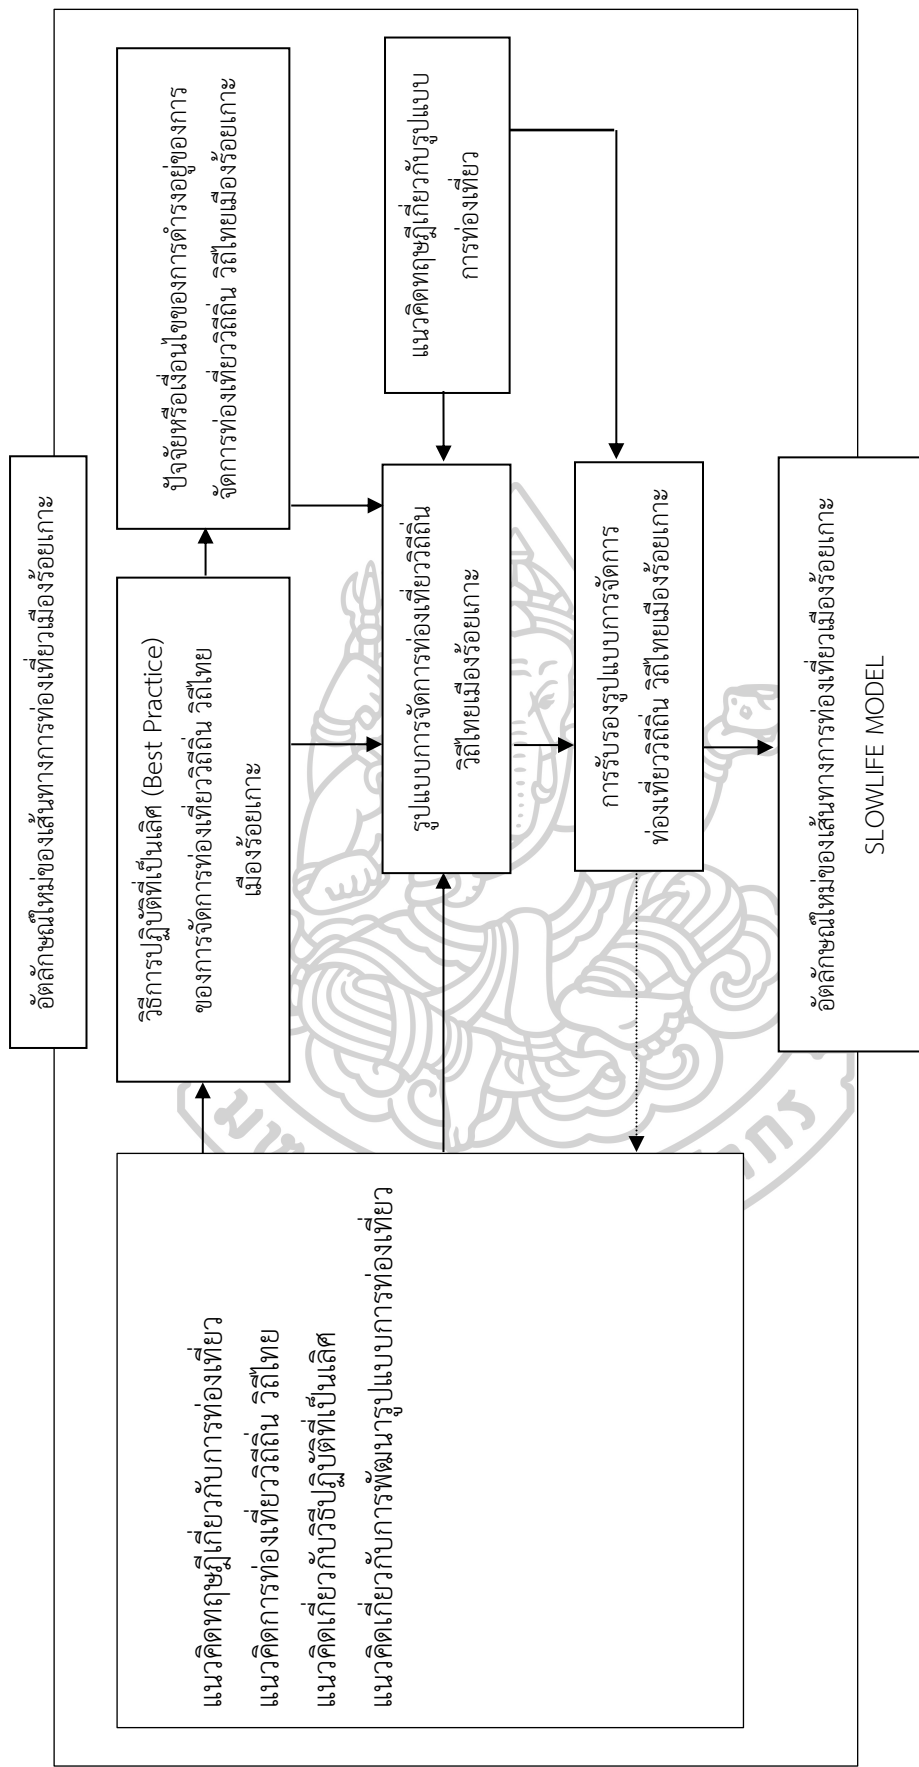 อัตลักษณ์ใหม่ของเส้นทางการท่องเที่ยวเมืองร้อยเกาะ
แนวคิดทฤษฎีเกี่ยวกับการท่องเที่ยว
แนวคิดการท่องเที่ยววิถีถิ่น วิถีไทย
แนวคิดเกี่ยวกับวิธีปฏิบัติที่เป็นเลิศ
แนวคิดเกี่ยวกับการพัฒนารูปแบบการท่องเที่ยว
วิธีการปฏิบัติที่เป็นเลิศ (Best Practice)
ของการจัดการท่องเที่ยววิถีถิ่น วิถีไทย
เมืองร้อยเกาะ
ปัจจัยหรือเงื่อนไขของการดำรงอยู่ของการ
จัดการท่องเที่ยววิถีถิ่น วิถีไทยเมืองร้อยเกาะ
รูปแบบการจัดการท่องเที่ยววิถีถิ่น
วิถีไทยเมืองร้อยเกาะ
แนวคิดทฤษฎีเกี่ยวกับรูปแบบ
การท่องเที่ยว
การรับรองรูปแบบการจัดการ
ท่องเที่ยววิถีถิ่น วิถีไทยเมืองร้อยเกาะ
อัตลักษณ์ใหม่ของเส้นทางการท่องเที่ยวเมืองร้อยเกาะ
SLOWLIFE MODEL